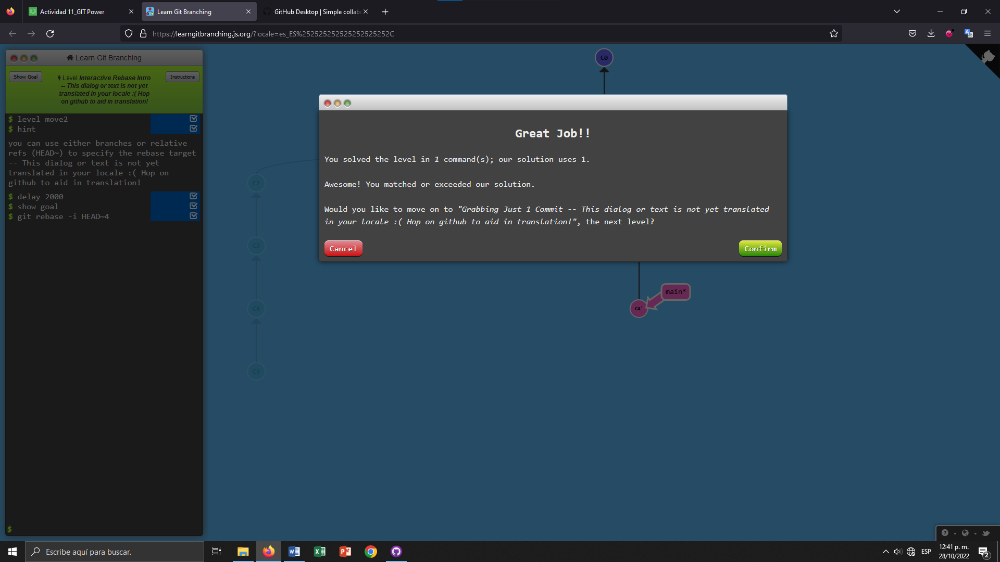 Actividad 11_GIT Power
Learn Git Branching
GitHub Desktop | Simple collab
https://learngitbranching.js.org/?locale=es_ES%2525252525252525252C
Learn Git Branching
Show Goal
Level Interactive Rebase Intro
-- This dialog or text is not yet
translated in your locale :( Hop
on github to aid in translation!
Instructions
$ level move2
$ hint
you can use either branches or relative
refs (HEAD~) to specify the rebase target
-- This dialog or text is not yet
translated in your locale :( Hop on
github to aid in translation!
$ delay 2000
$ show goal
$ git rebase -i HEAD~4
$
C0
Great Job!!
You solved the level in 1 command(s); our solution uses 1.
Awesome! You matched or exceeded our solution.
Would you like to move on to "Grabbing Just 1 Commit -- This dialog or text is not yet translated
in your locale :( Hop on github to aid in translation!", the next level?
Cancel
Confirm
C2
C3
C4
C5
main*
C4'
Escribe aquí para buscar.
ESP
12:41 p. m.
28/10/2022
2